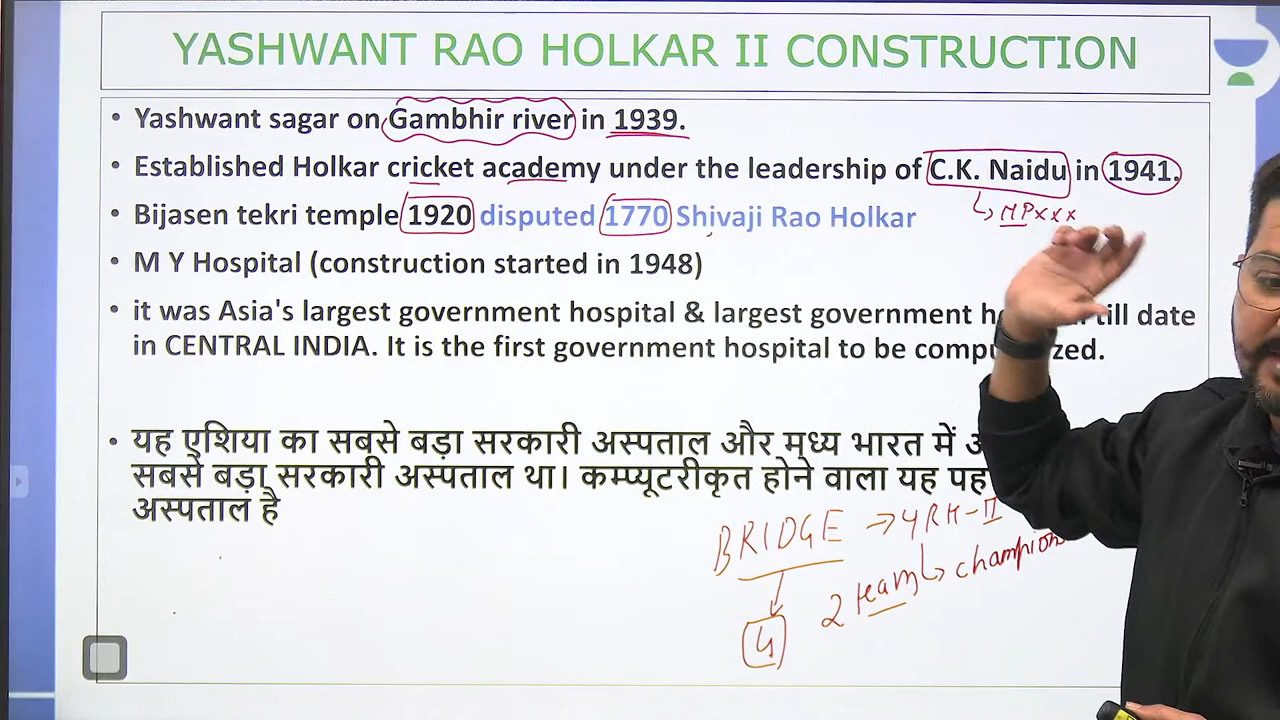 YASHWANT RAO HOLKAR II CONSTRUCTION
• Yashwant sagar on Gambhir river in 1939.
• Established Holkar cricket academy under the leadership of C.K. Naidu in 1941.
MPxxx
• Bijasen tekri temple 1920 disputed 1770 Shivaji Rao Holkar
• M Y Hospital (construction started in 1948)
• it was Asia's largest government hospital & largest government till date
in CENTRAL INDIA. It is the first government hospital to be
• यह एशिया का सबसे बड़ा सरकारी अस्पताल और मध्य भारत में
सबसे बड़ा सरकारी अस्पताल था। कम्प्यूटरीकृत होने वाला यह
अस्पताल है
BRIDGE → YRH-II
2 team champion
4